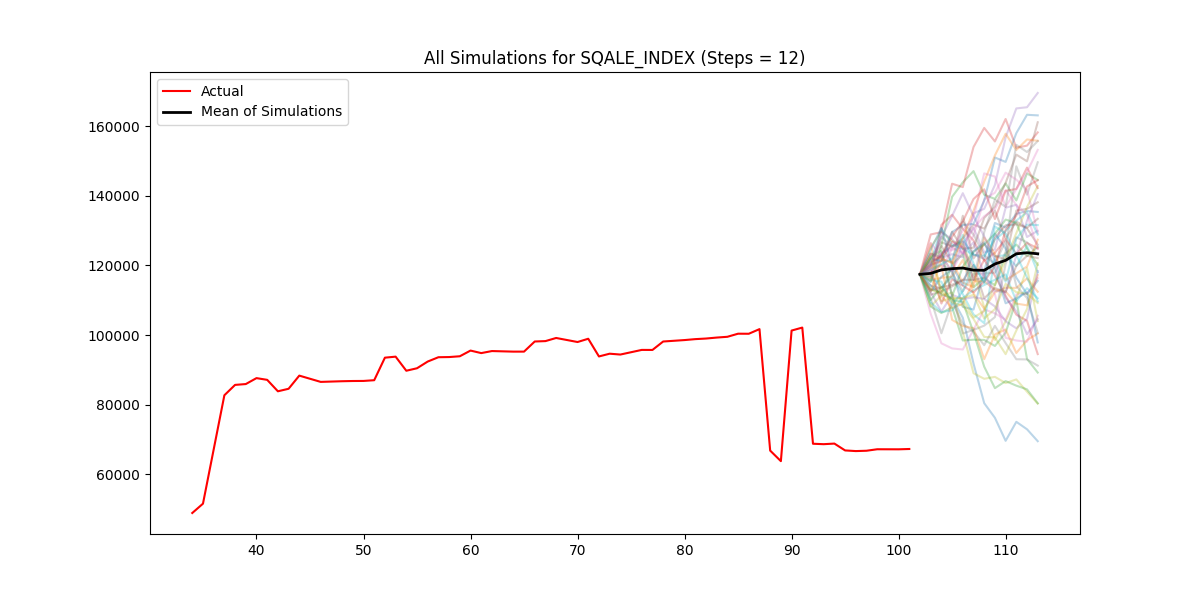 All Simulations for SQALE_INDEX (Steps = 12)
Actual
Mean of Simulations
160000
140000
120000
100000
80000
60000
40 50 60 70 80 90 100 110